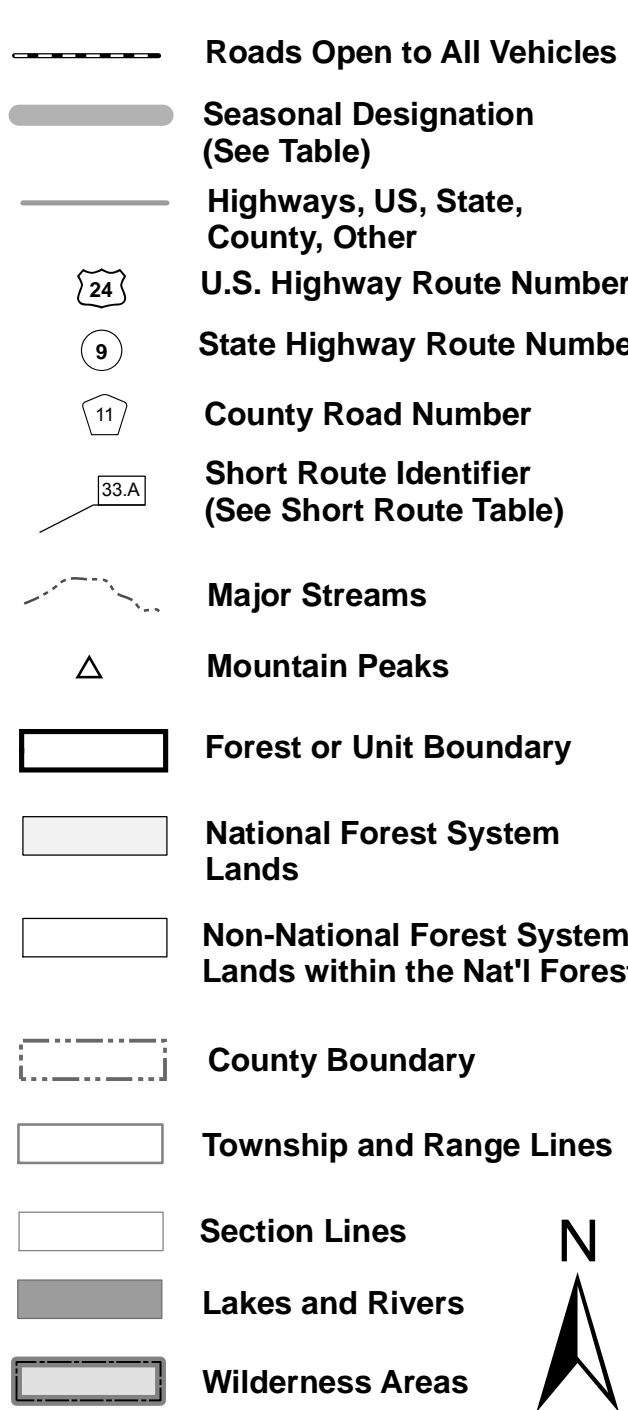 Roads Open to All Vehicles
Seasonal Designation
(See Table)
Highways, US, State,
County, Other
24
U.S. Highway Route Number
9
State Highway Route Numbe
11
County Road Number
33.A
Short Route Identifier
(See Short Route Table)
Major Streams
Mountain Peaks
Forest or Unit Boundary
National Forest System
Lands
Non-National Forest System
Lands within the Nat'l Forest
County Boundary
Township and Range Lines
Section Lines
N
Lakes and Rivers
Wilderness Areas